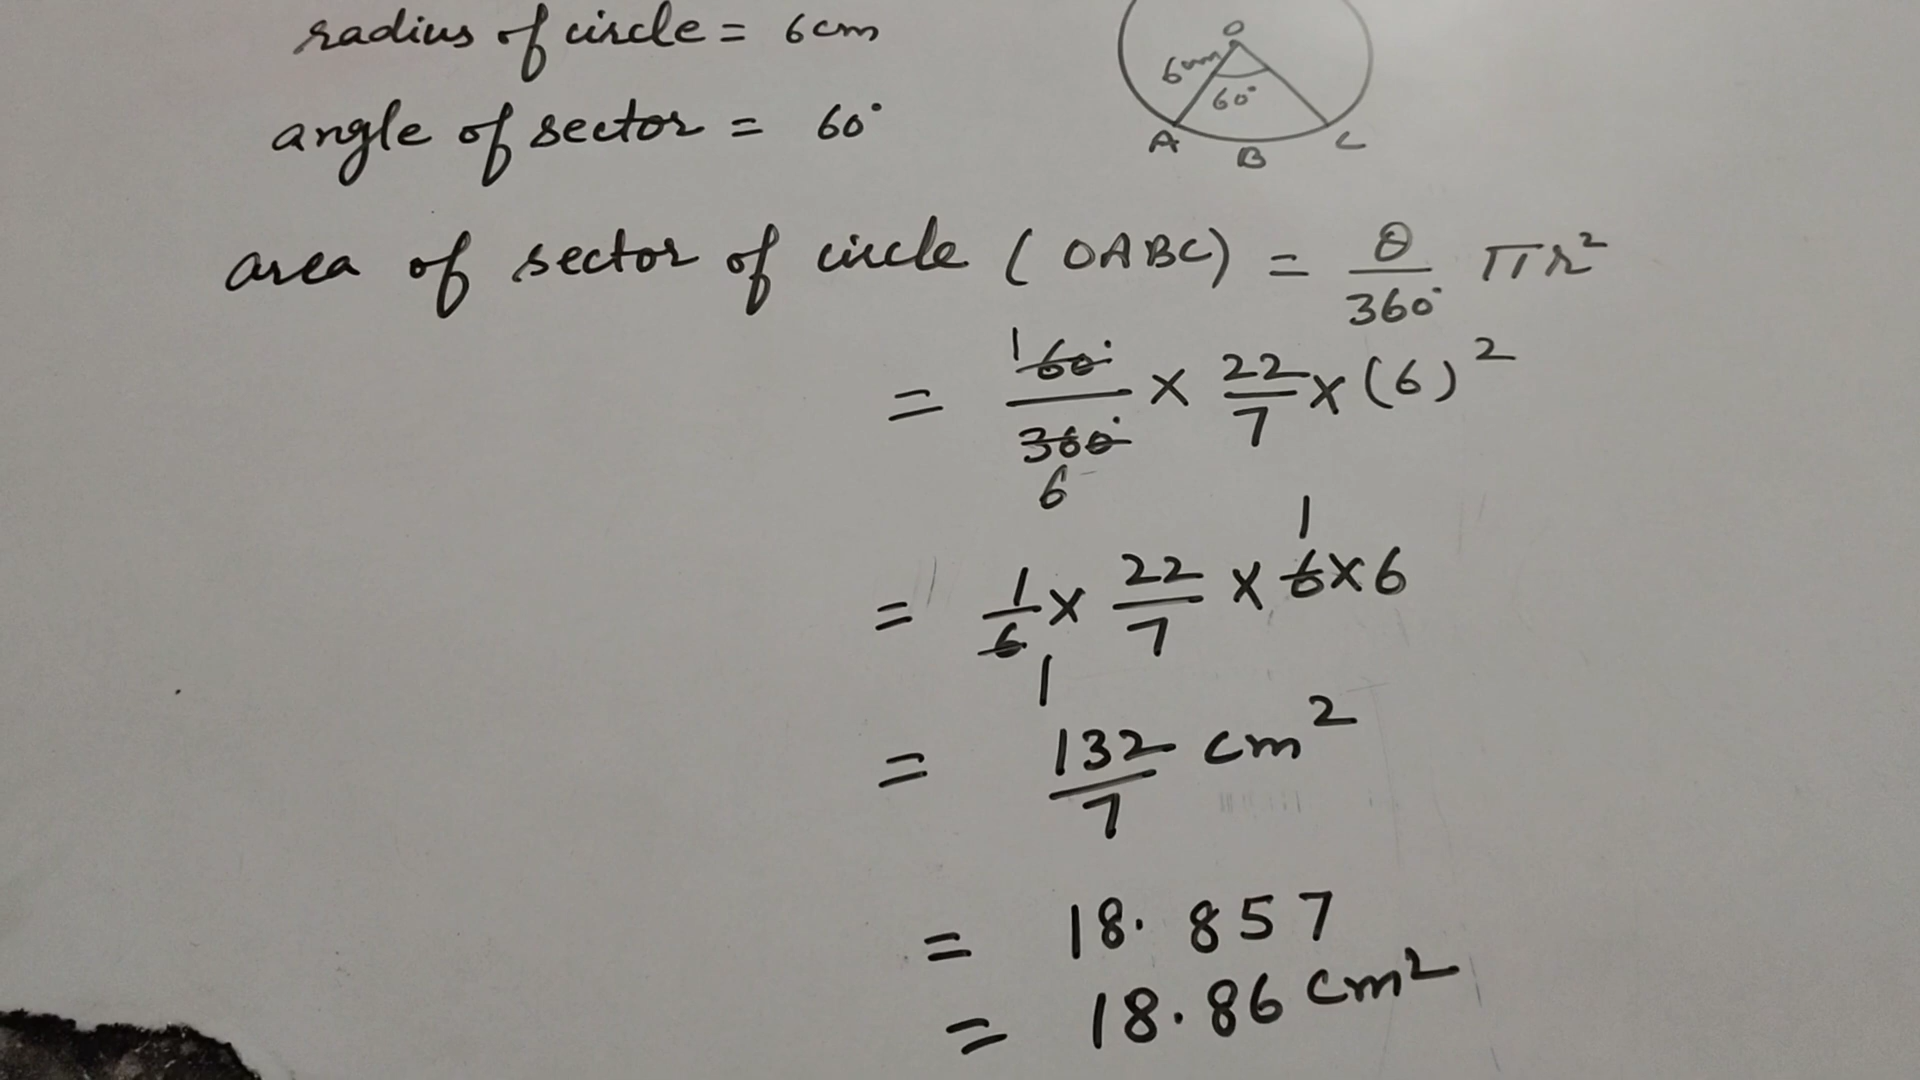 radius of circle = 6cm
O
6cm
60°
A
B
C
angle of sector = 60°
area of sector of circle (OABC) = θ/360° πr²
= 1 60°/360° 6 × 22/7 × (6)²
= 1/6 1 × 22/7 × 6 1 × 6
= 132/7 cm²
= 18.857
= 18.86 cm²